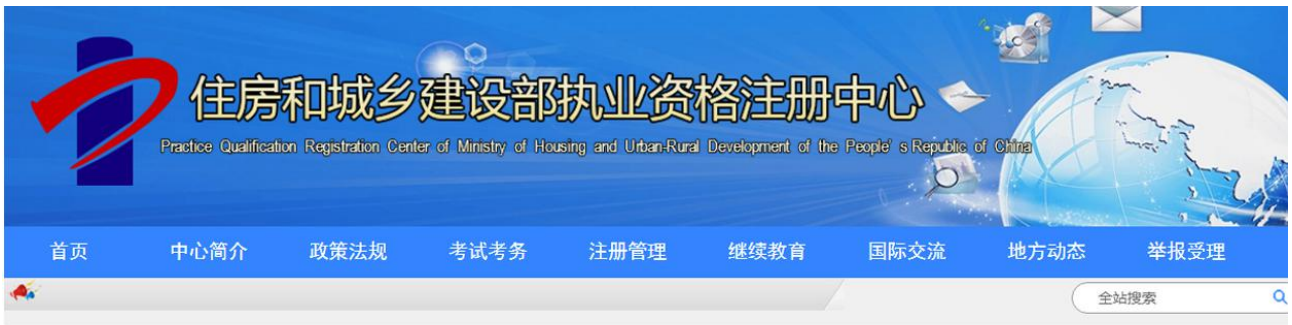 住房和城乡建设部执业资格注册中心
Practice Qualification Registration Center of Ministry of Housing and Urban-Rural Development of the People' s Republic of China
首页 中心简介 政策法规 考试考务 注册管理 继续教育 国际交流 地方动态 举报受理
全站搜索